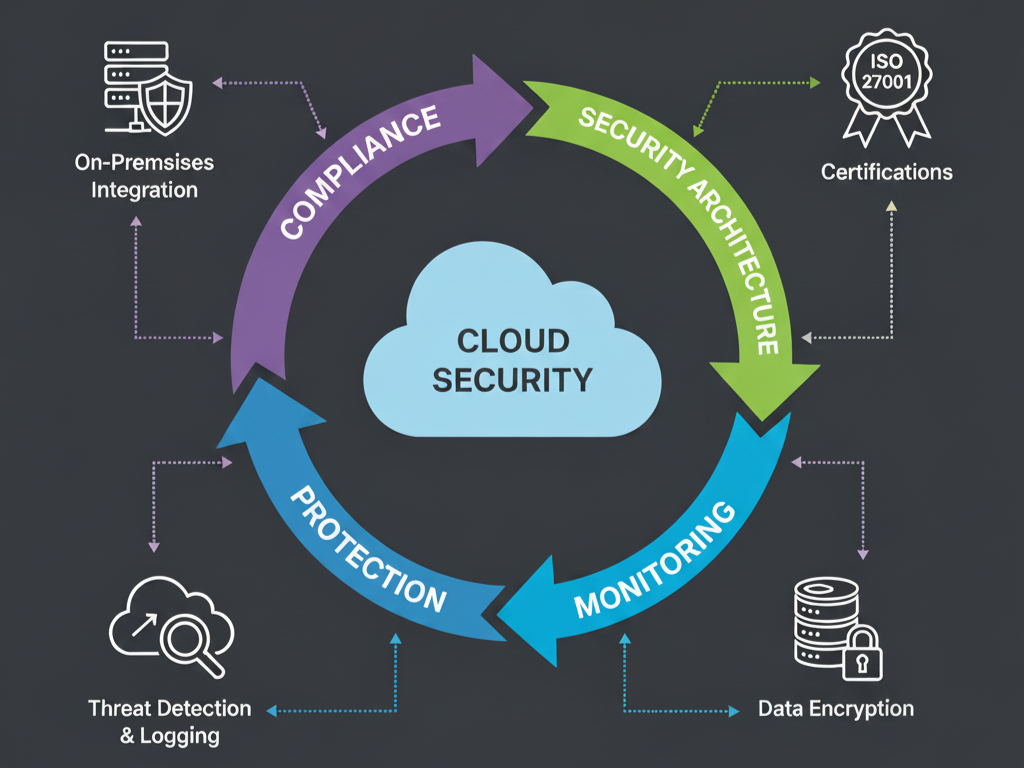 ISO
27001
On-Premsises
Integration
Certifications
COMPLIANCE
SECURITY ARCHITECTURE
CLOUD
SECURITY
PROTECTION
MONITORING
Threat Detection
& Logging
Data Encryption